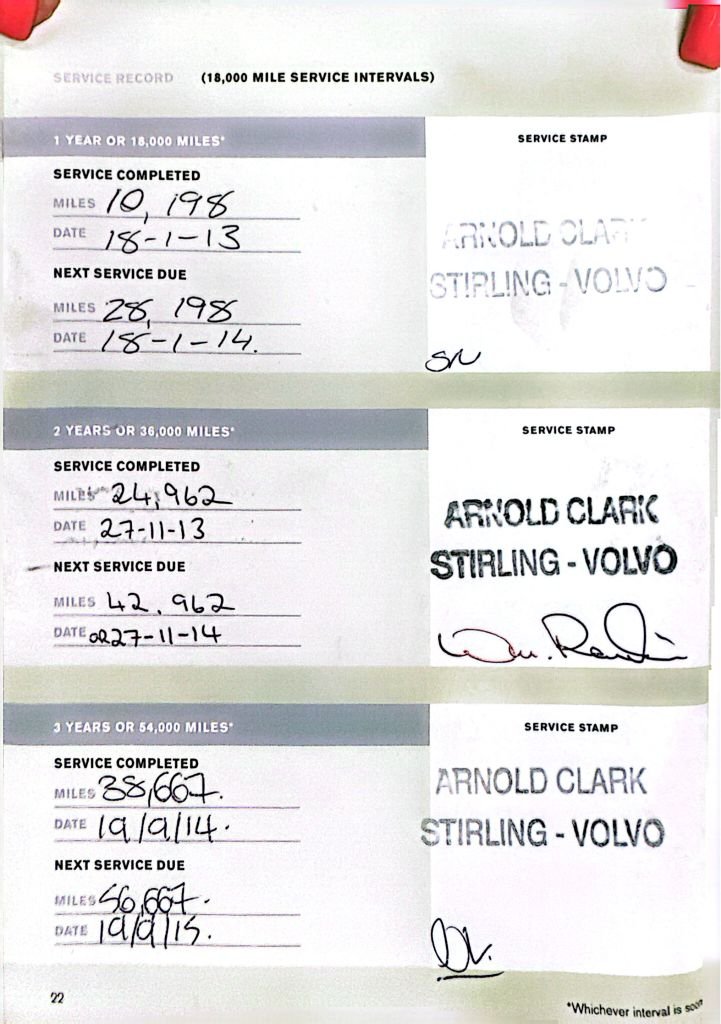 SERVICE RECORD (18,000 MILE SERVICE INTERVALS)
1 YEAR OR 18,000 MILES*
SERVICE STAMP
SERVICE COMPLETED
MILES 10,198
DATE 18-1-13
NEXT SERVICE DUE
MILES 28,198
DATE 18-1-14.
ARNOLD CLARK
STIRLING - VOLVO
2 YEARS OR 36,000 MILES*
SERVICE STAMP
SERVICE COMPLETED
MILES 24,962
DATE 27-11-13
NEXT SERVICE DUE
MILES 42.962
DATE OR 27-11-14
ARNOLD CLARK
STIRLING - VOLVO
3 YEARS OR 54,000 MILES*
SERVICE STAMP
SERVICE COMPLETED
MILES 38,667.
DATE 19/9/14.
NEXT SERVICE DUE
MILES 56,667.
DATE 19/9/15.
ARNOLD CLARK
STIRLING - VOLVO
22
*Whichever interval is